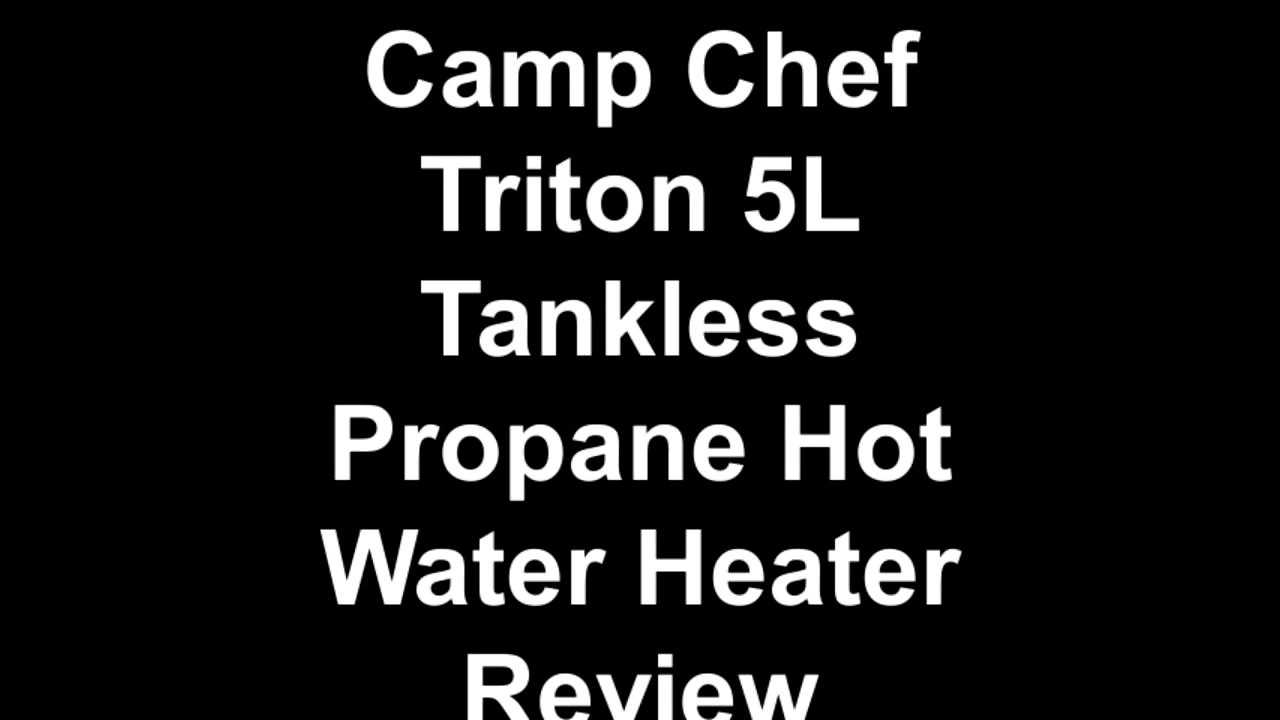 Camp Chef
Triton 5L
Tankless
Propane Hot
Water Heater
Review